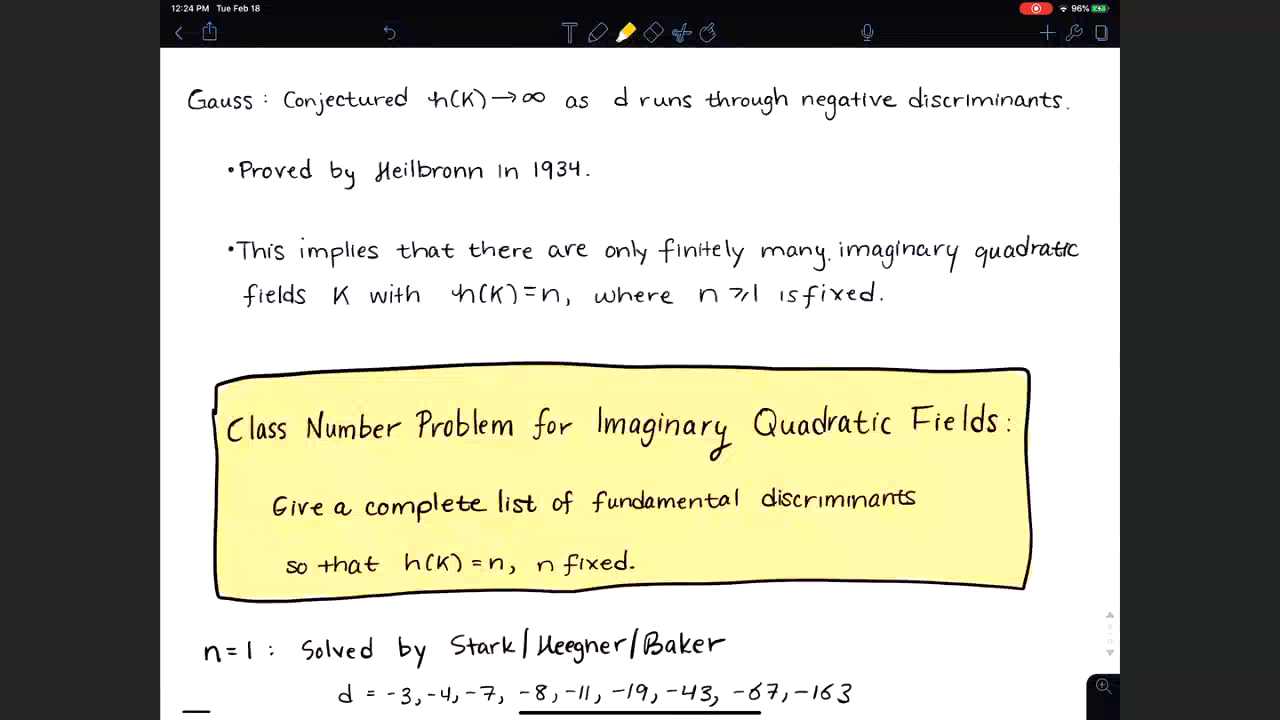 12:24 PM Tue Feb 18
96%
Gauss: Conjectured h(K)→∞ as d runs through negative discriminants.
•Proved by Heilbronn in 1934.
•This implies that there are only finitely many imaginary quadratic
fields K with h(K)=n, where n⩾1 is fixed.
Class Number Problem for Imaginary Quadratic Fields:
Give a complete list of fundamental discriminants
so that h(K)=n, n fixed.
n=1: Solved by Stark/Heegner/Baker
d = -3, -4, -7, -8, -11, -19, -43, -67, -163